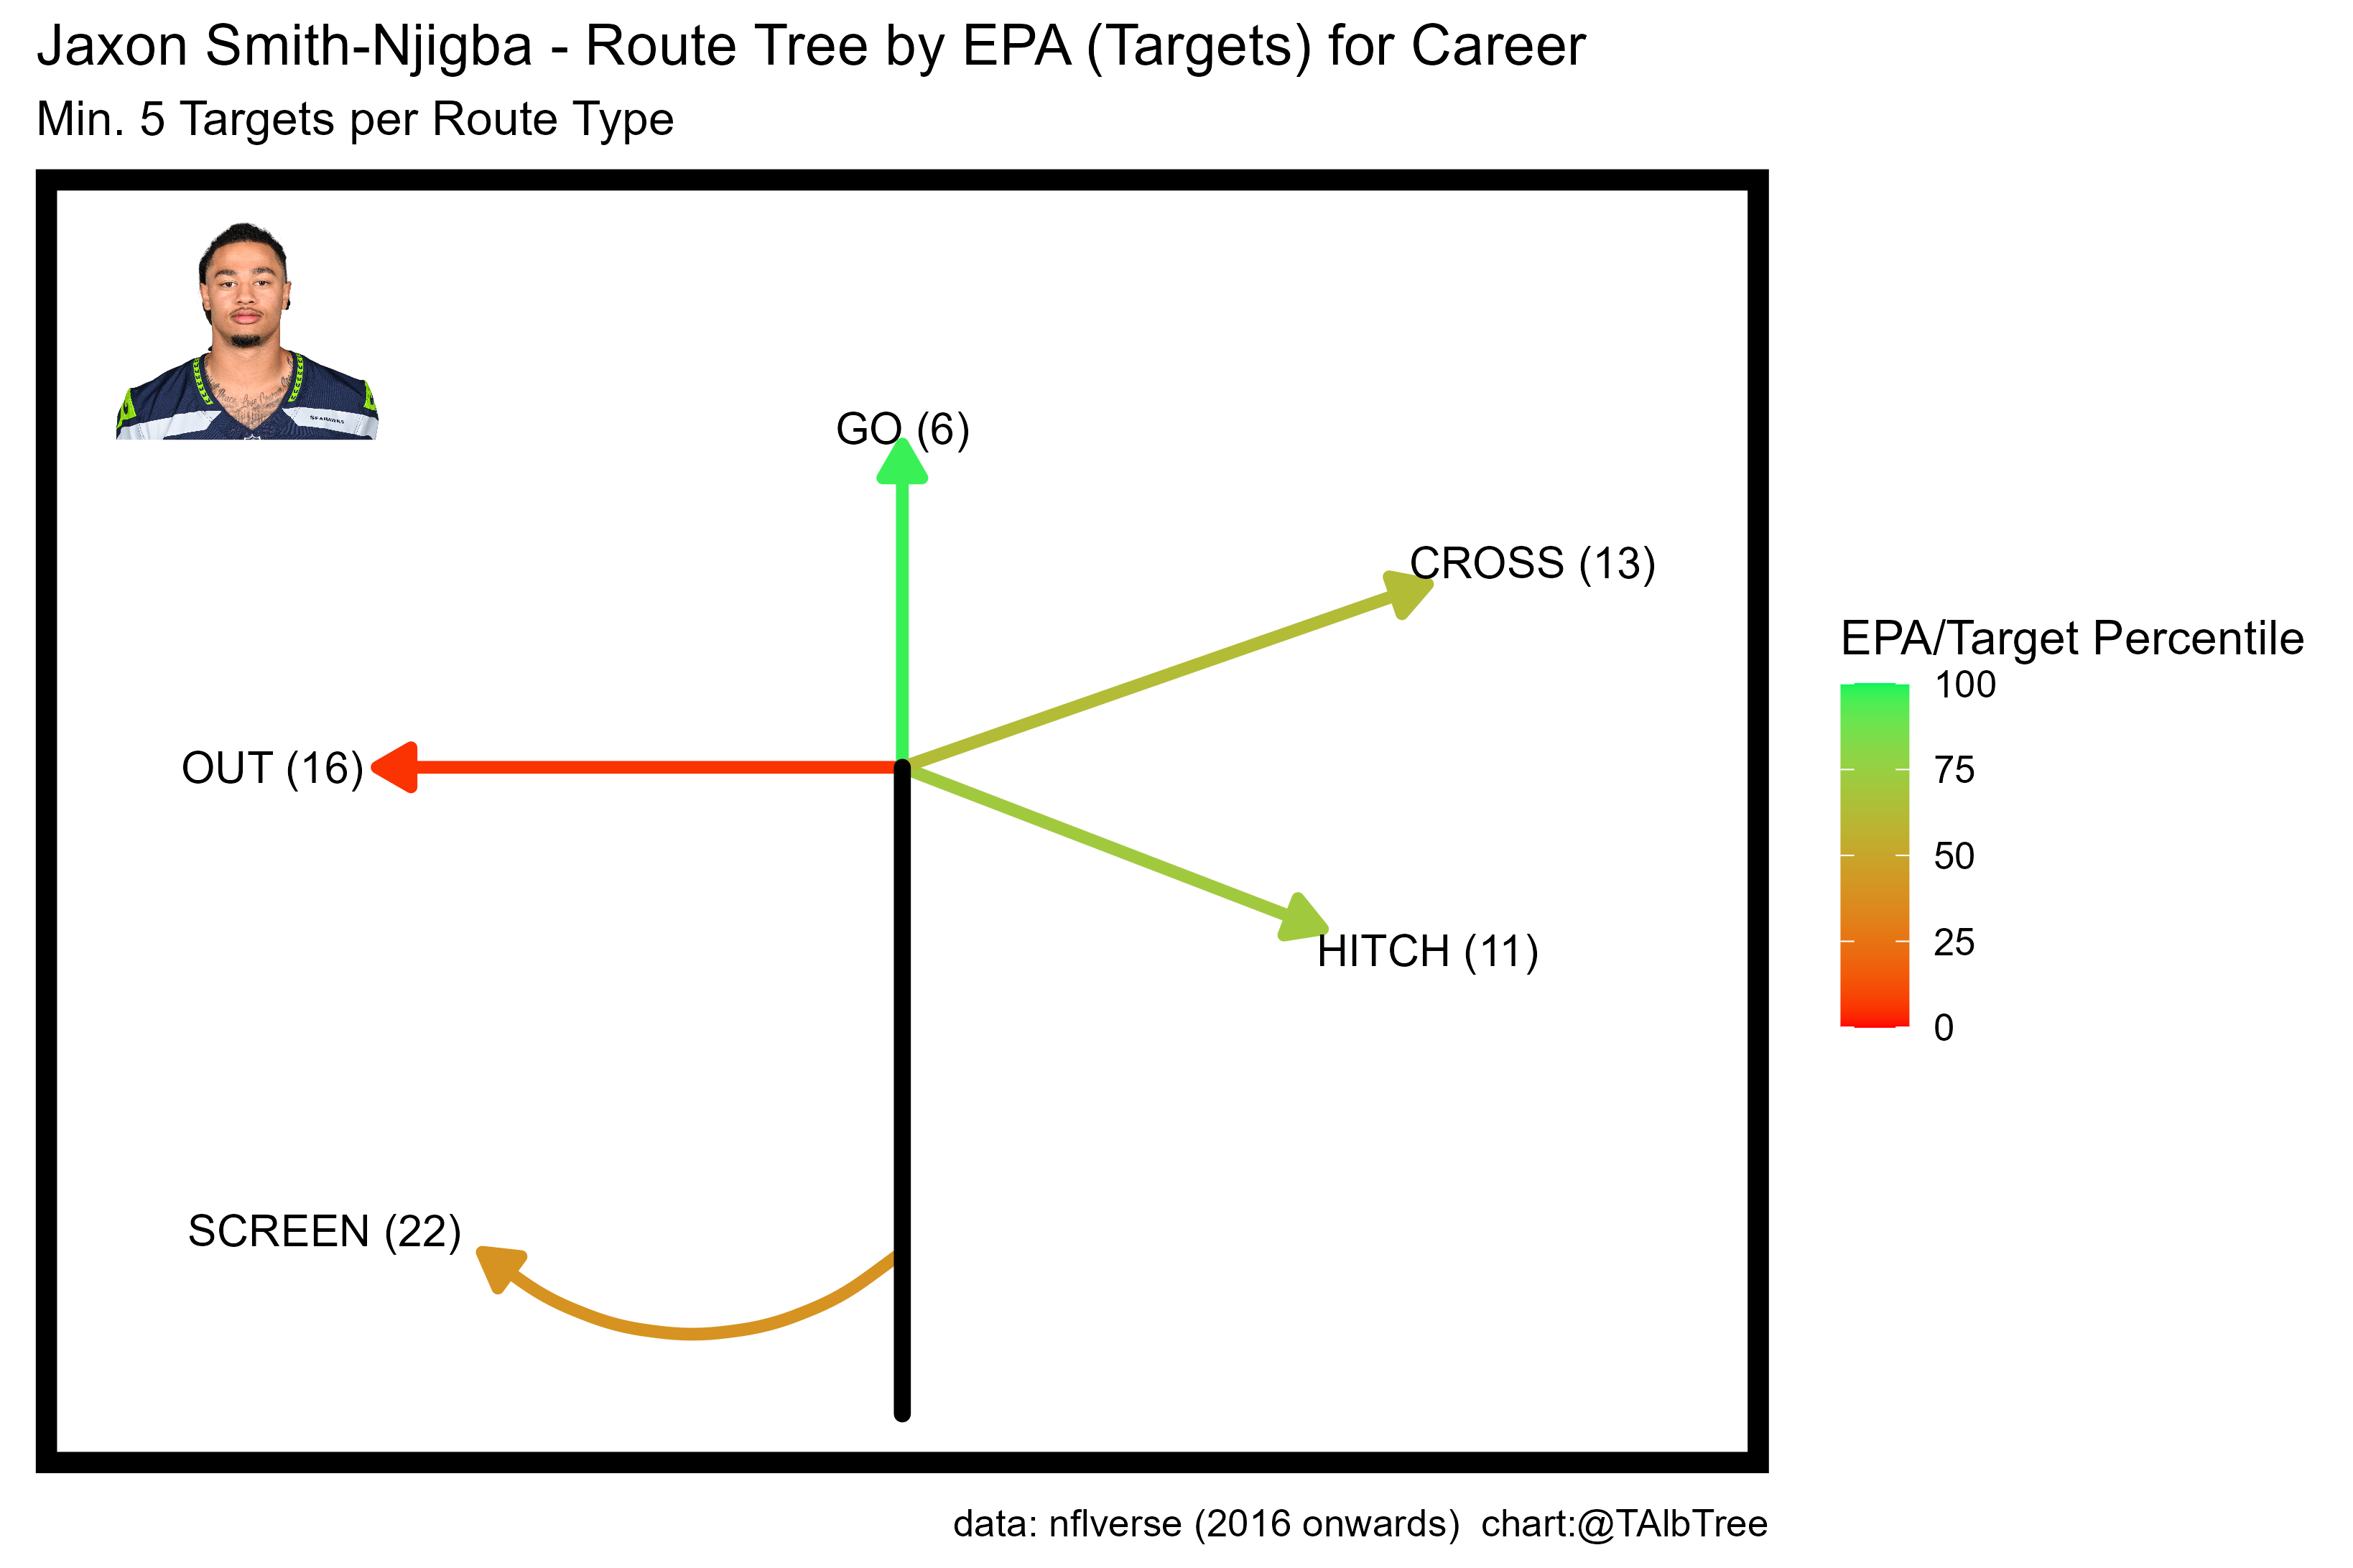 Jaxon Smith-Njigba - Route Tree by EPA (Targets) for Career
Min. 5 Targets per Route Type
SEAHAWKS
GO (6)
CROSS (13)
OUT (16)
HITCH (11)
SCREEN (22)
EPA/Target Percentile
100
75
50
25
0
data: nflverse (2016 onwards)  chart:@TAlbTree